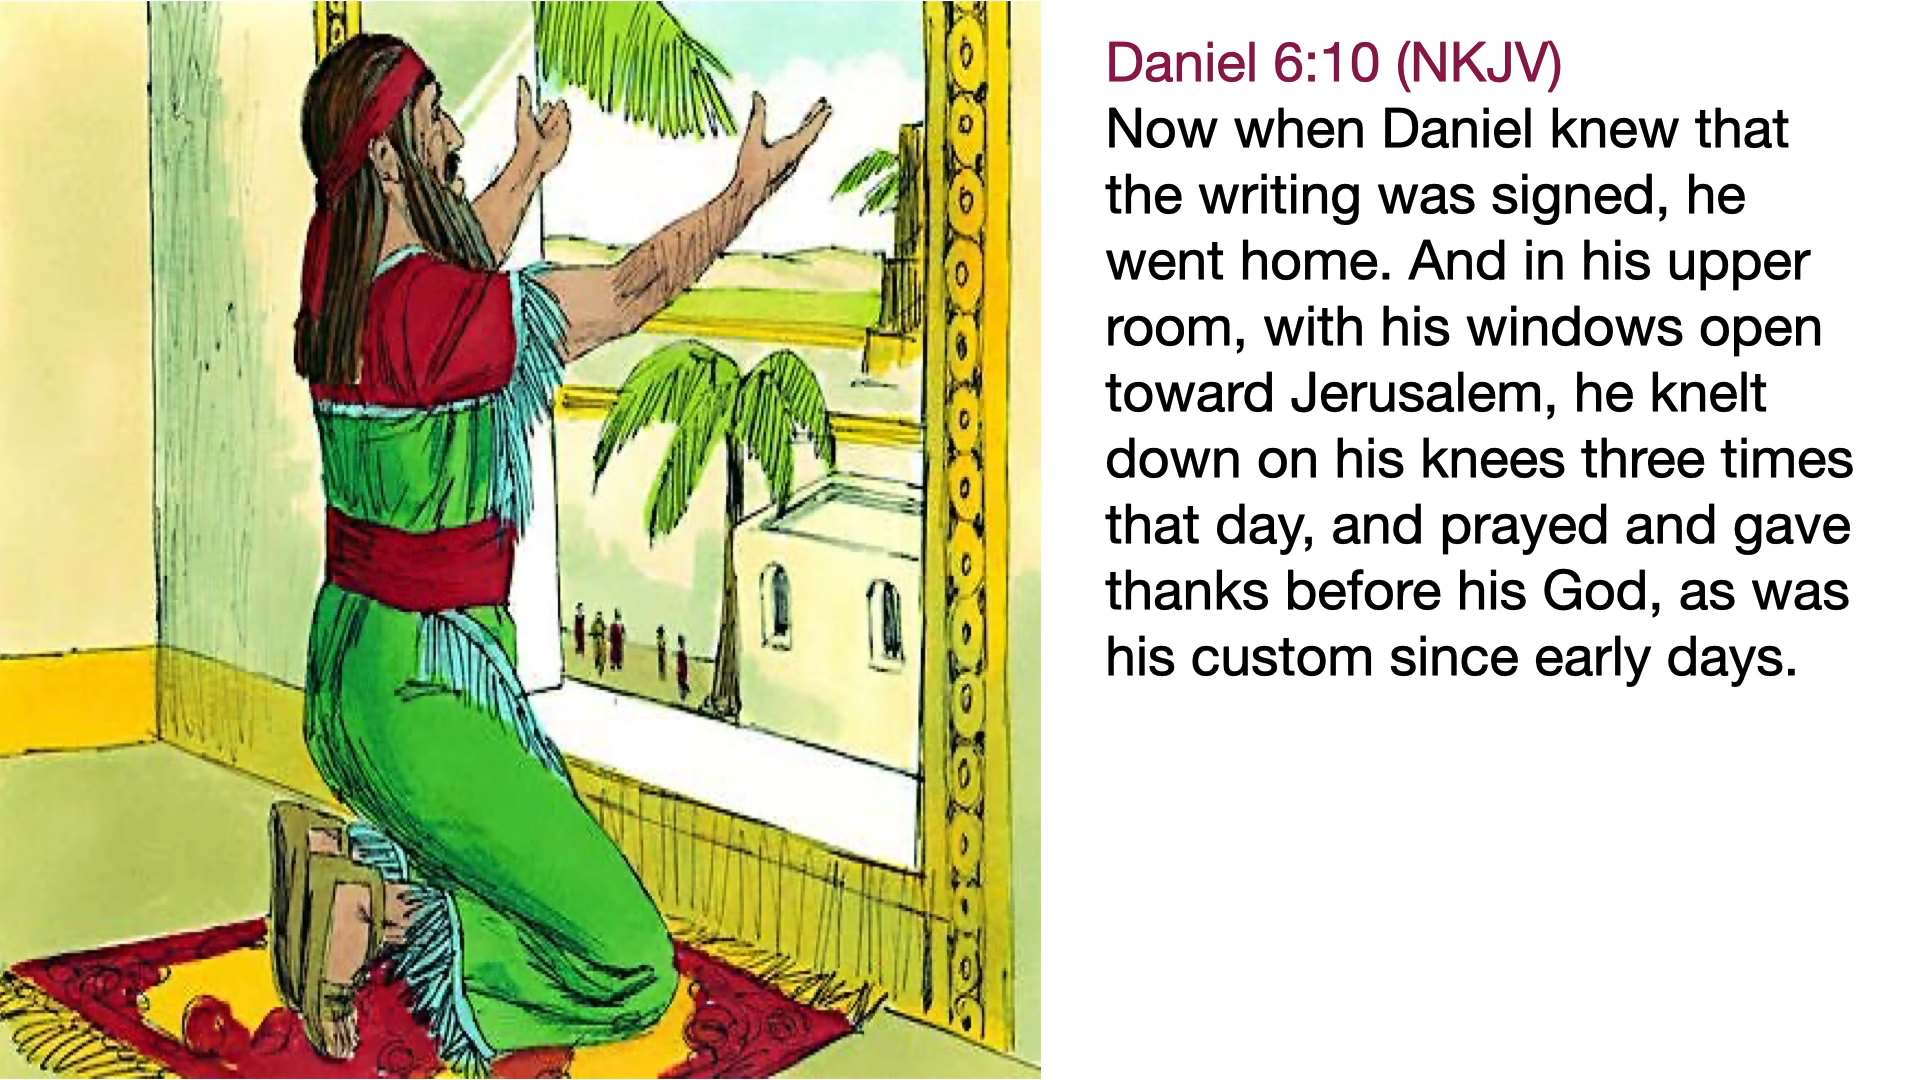 Daniel 6:10 (NKJV)
Now when Daniel knew that
the writing was signed, he
went home. And in his upper
room, with his windows open
toward Jerusalem, he knelt
down on his knees three times
that day, and prayed and gave
thanks before his God, as was
his custom since early days.